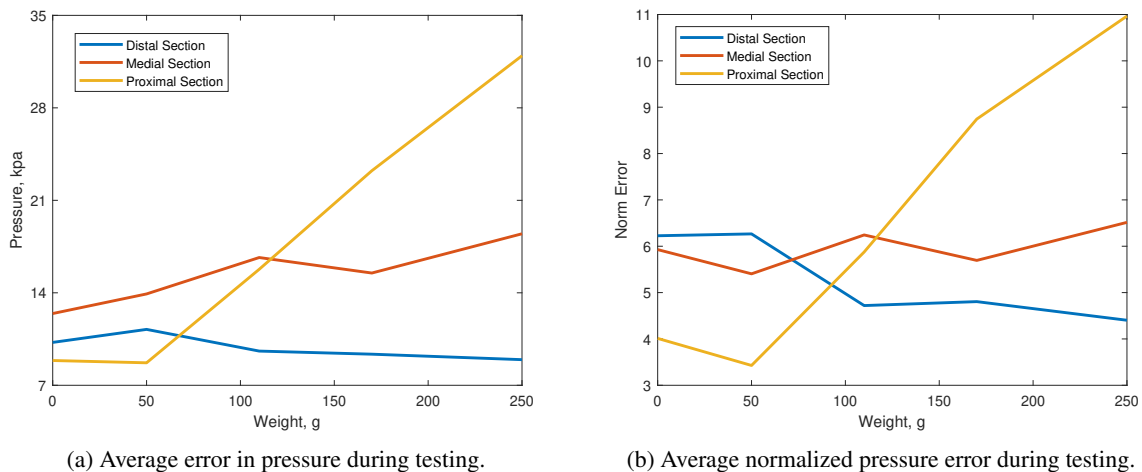 35
28
21
14
7
Pressure, kpa
Distal Section
Medial Section
Proximal Section
0 50 100 150 200 250
Weight, g
(a) Average error in pressure during testing.
11
10
9
8
7
6
5
4
3
Norm Error
Distal Section
Medial Section
Proximal Section
0 50 100 150 200 250
Weight, g
(b) Average normalized pressure error during testing.